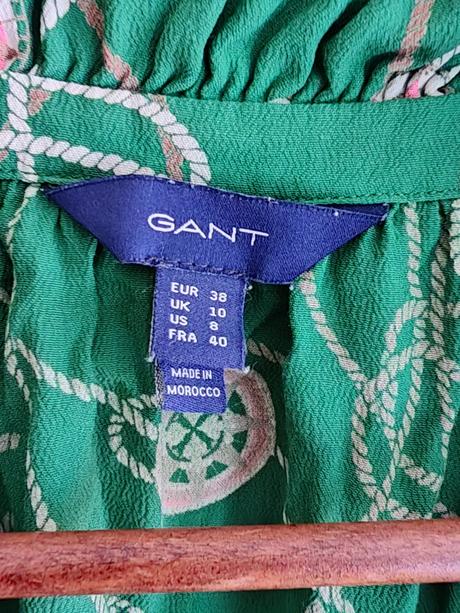 GANT
EUR 38
UK 10
US 8
FRA 40
MADE IN
MOROCCO